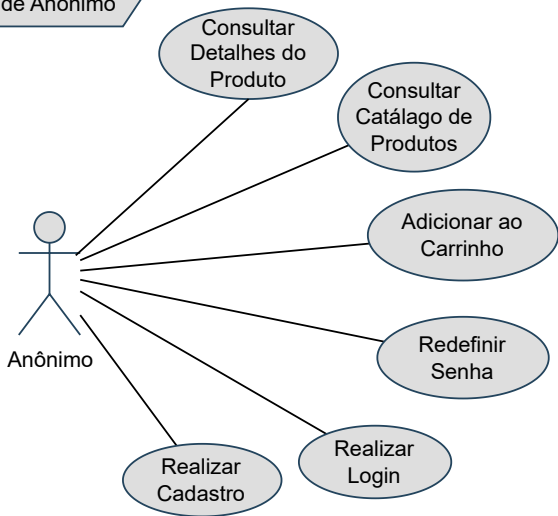 de Anônimo
Consultar
Detalhes do
Produto
Consultar
Catálago de
Produtos
Adicionar ao
Carrinho
Anônimo
Redefinir
Senha
Realizar
Login
Realizar
Cadastro